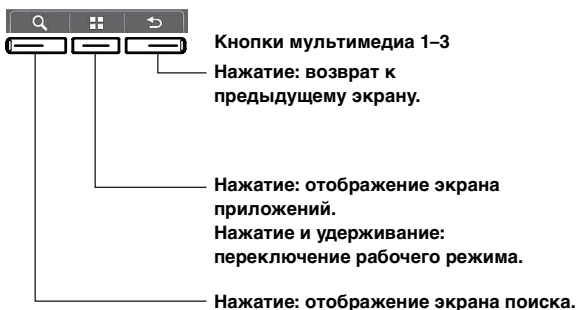 Кнопки мультимедиа 1–3
Нажатие: возврат к
предыдущему экрану.
Нажатие: отображение экрана
приложений.
Нажатие и удерживание:
переключение рабочего режима.
Нажатие: отображение экрана поиска.